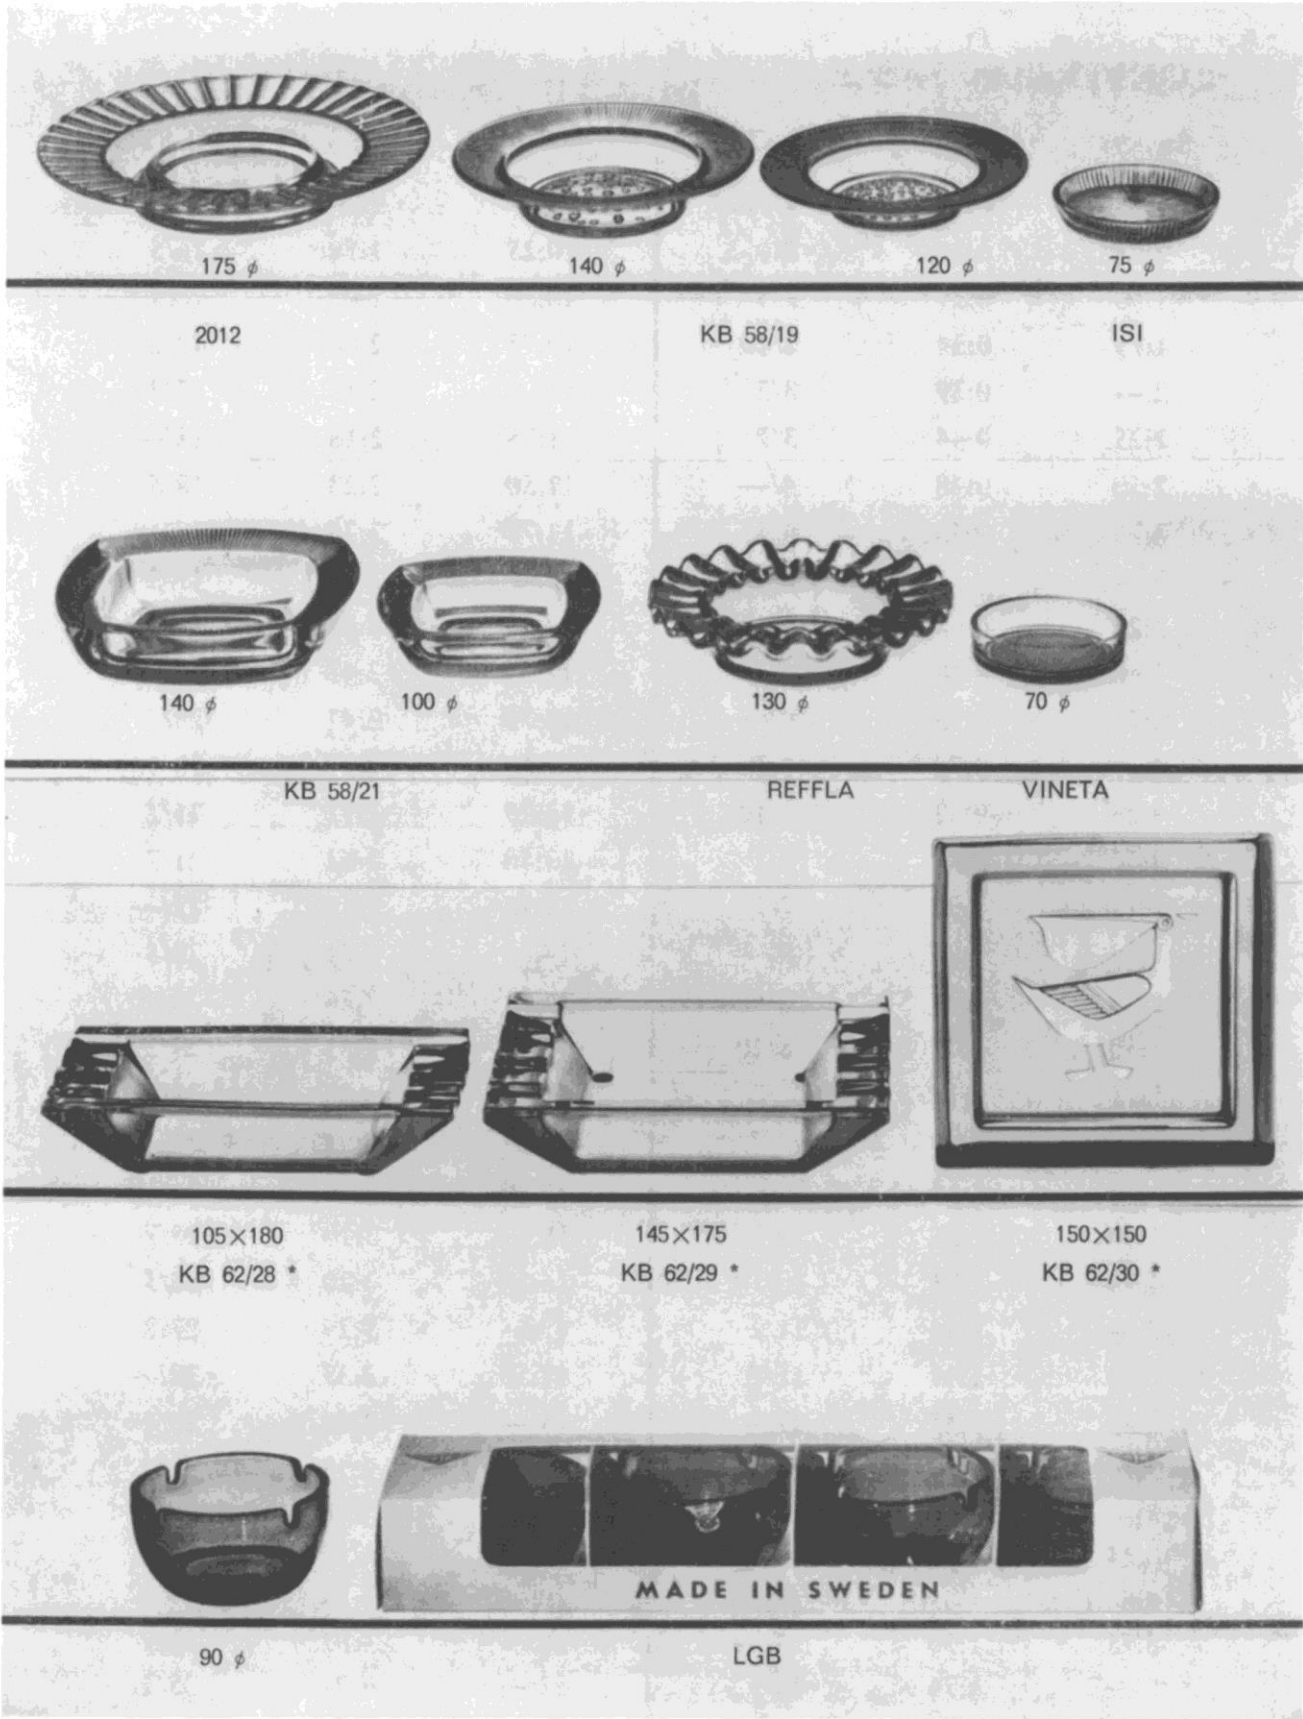 175 ø 140 ø 120 ø 75 ø
2012 KB 58/19 ISI
140 ø 100 ø 130 ø 70 ø
KB 58/21 REFFLA VINETA
105×180 145×175 150×150
KB 62/28 * KB 62/29 * KB 62/30 *
MADE IN SWEDEN
90 ø LGB